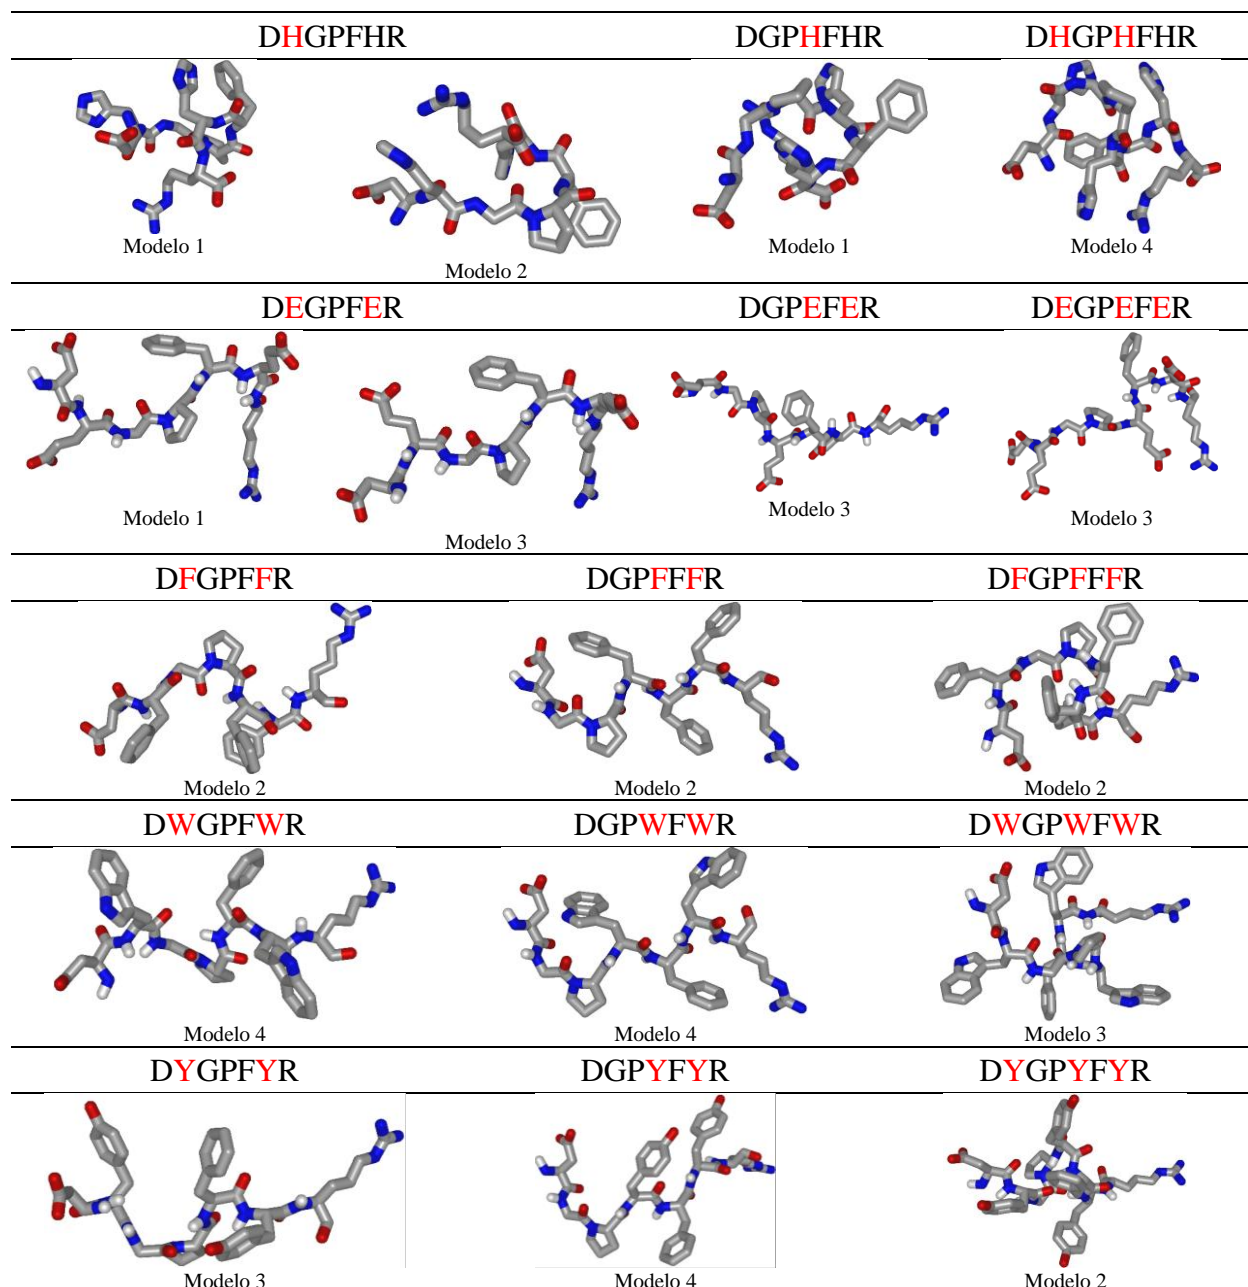 DHGPFHR DGPHFHR DHGPHFHR
Modelo 1 Modelo 2 Modelo 1 Modelo 4
DEGPFER DGPEFER DEGPEFER
Modelo 1 Modelo 3 Modelo 3 Modelo 3
DFGPFFR DGPFFFR DFGPFFFR
Modelo 2 Modelo 2 Modelo 2
DWGPFWR DGPWFWR DWGPWFWR
Modelo 4 Modelo 4 Modelo 3
DYGPFYR DGPYFYR DYGPYFYR
Modelo 3 Modelo 4 Modelo 2